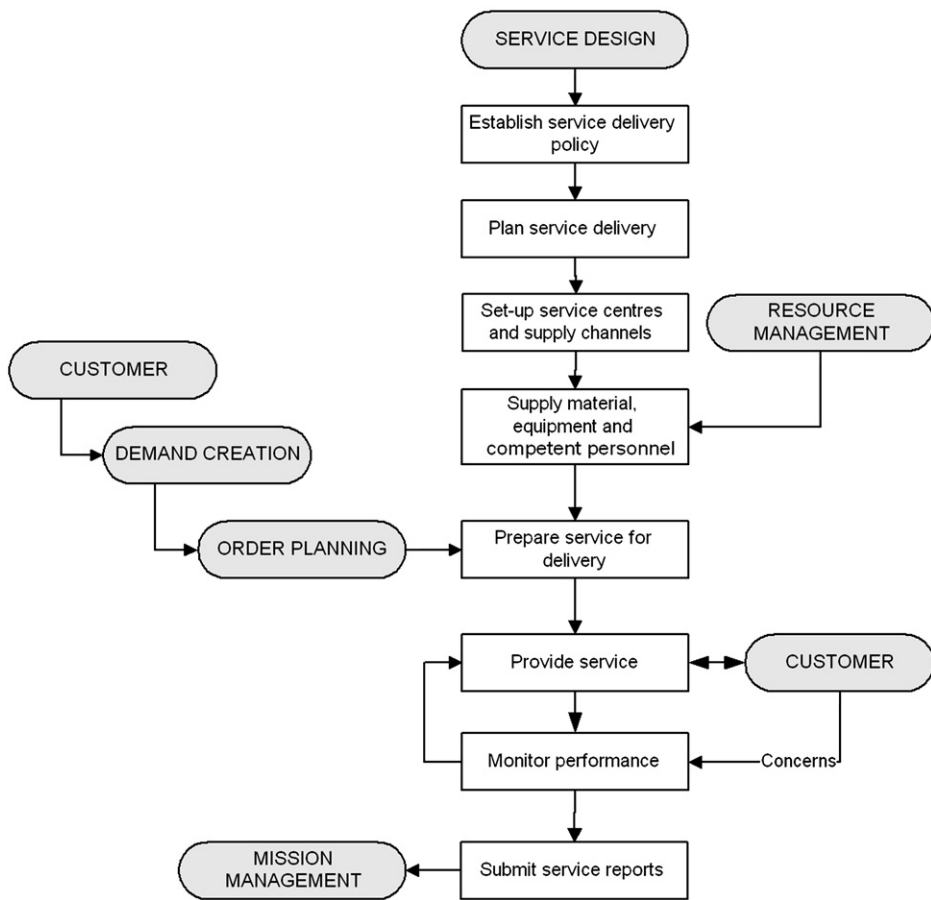 SERVICE DESIGN
Establish service delivery
policy
Plan service delivery
Set-up service centres
and supply channels
RESOURCE
MANAGEMENT
CUSTOMER
Supply material,
equipment and
competent personnel
DEMAND CREATION
ORDER PLANNING
Prepare service for
delivery
Provide service
CUSTOMER
Monitor performance
Concerns
MISSION
MANAGEMENT
Submit service reports